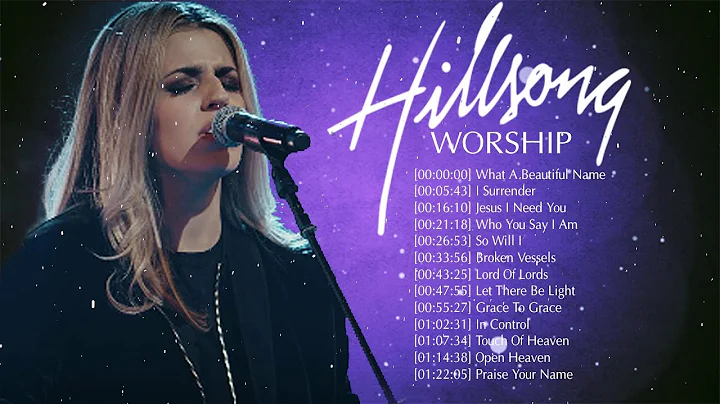 Hillsong
WORSHIP
[00:00:00] What A Beautiful Name
[00:05:43] I Surrender
[00:16:10] Jesus I Need You
[00:21:18] Who You Say I Am
[00:26:53] So Will I
[00:33:56] Broken Vessels
[00:43:25] Lord Of Lords
[00:47:55] Let There Be Light
[00:55:27] Grace To Grace
[01:02:31] In Control
[01:07:34] Touch Of Heaven
[01:14:38] Open Heaven
[01:22:05] Praise Your Name